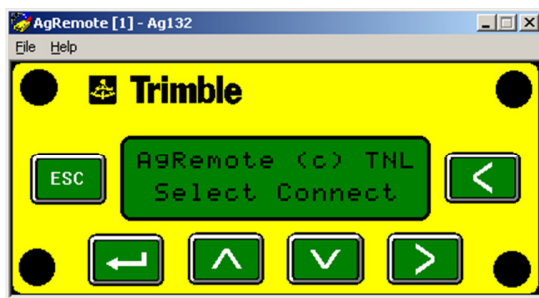 AgRemote [1] - Ag132
File Help
Trimble
ESC
AgRemote (c) TNL
Select Connect